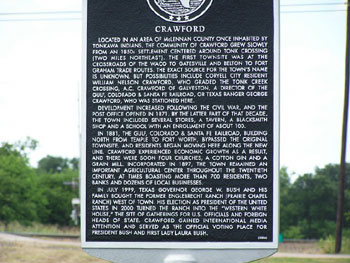 CRAWFORD
LOCATED IN AN AREA OF McLENNAN COUNTY ONCE INHABITED BY
TONKAWA INDIANS, THE COMMUNITY OF CRAWFORD GREW SLOWLY
FROM AN 1850s SETTLEMENT CENTERED AROUND TONK CROSSING
(TWO MILES NORTHEAST). THE FIRST TOWNSITE WAS AT THE
CROSSROADS OF THE WACO TO GATESVILLE AND BELTON TO FORT
GRAHAM TRADE ROUTES. THE EXACT SOURCE FOR THE TOWN'S NAME
IS UNKNOWN, BUT POSSIBILITIES INCLUDE CORYELL CITY RESIDENT
WILLIAM NELSON CRAWFORD, WHO GRADED THE TONK CREEK
CROSSING, A.C. CRAWFORD OF GALVESTON, A DIRECTOR OF THE
GULF, COLORADO & SANTA FE RAILROAD, OR TEXAS RANGER GEORGE
CRAWFORD, WHO WAS STATIONED HERE.
DEVELOPMENT INCREASED FOLLOWING THE CIVIL WAR, AND THE
POST OFFICE OPENED IN 1871. BY THE LATTER PART OF THAT DECADE,
THE TOWN INCLUDED SEVERAL STORES, A TAVERN, A BLACKSMITH
SHOP AND A SCHOOL WITH AN ENROLLMENT OF ABOUT 100.
IN 1881, THE GULF, COLORADO & SANTA FE RAILROAD, BUILDING
NORTH FROM TEMPLE TO FORT WORTH, BYPASSED THE ORIGINAL
TOWNSITE, AND RESIDENTS BEGAN MOVING HERE ALONG THE NEW
LINE. CRAWFORD EXPERIENCED ECONOMIC GROWTH AS A RESULT,
AND THERE WERE SOON FOUR CHURCHES, A COTTON GIN AND A
GRAIN MILL. INCORPORATED IN 1897, THE TOWN REMAINED AN
IMPORTANT AGRICULTURAL CENTER THROUGHOUT THE TWENTIETH
CENTURY, AT TIMES BOASTING MORE THAN 700 RESIDENTS, TWO
BANKS AND DOZENS OF LOCAL BUSINESSES.
IN JULY 1999, TEXAS GOVERNOR GEORGE W. BUSH AND HIS
FAMILY BOUGHT THE FORMER ENGELBRECHT RANCH (PRAIRIE CHAPEL
RANCH) WEST OF TOWN. HIS ELECTION AS PRESIDENT OF THE UNITED
STATES IN 2000 TURNED THE RANCH INTO THE "WESTERN WHITE
HOUSE," THE SITE OF GATHERINGS FOR U.S. OFFICIALS AND FOREIGN
HEADS OF STATE. CRAWFORD GAINED INTERNATIONAL MEDIA
ATTENTION AND SERVED AS THE OFFICIAL VOTING PLACE FOR
PRESIDENT BUSH AND FIRST LADY LAURA BUSH.